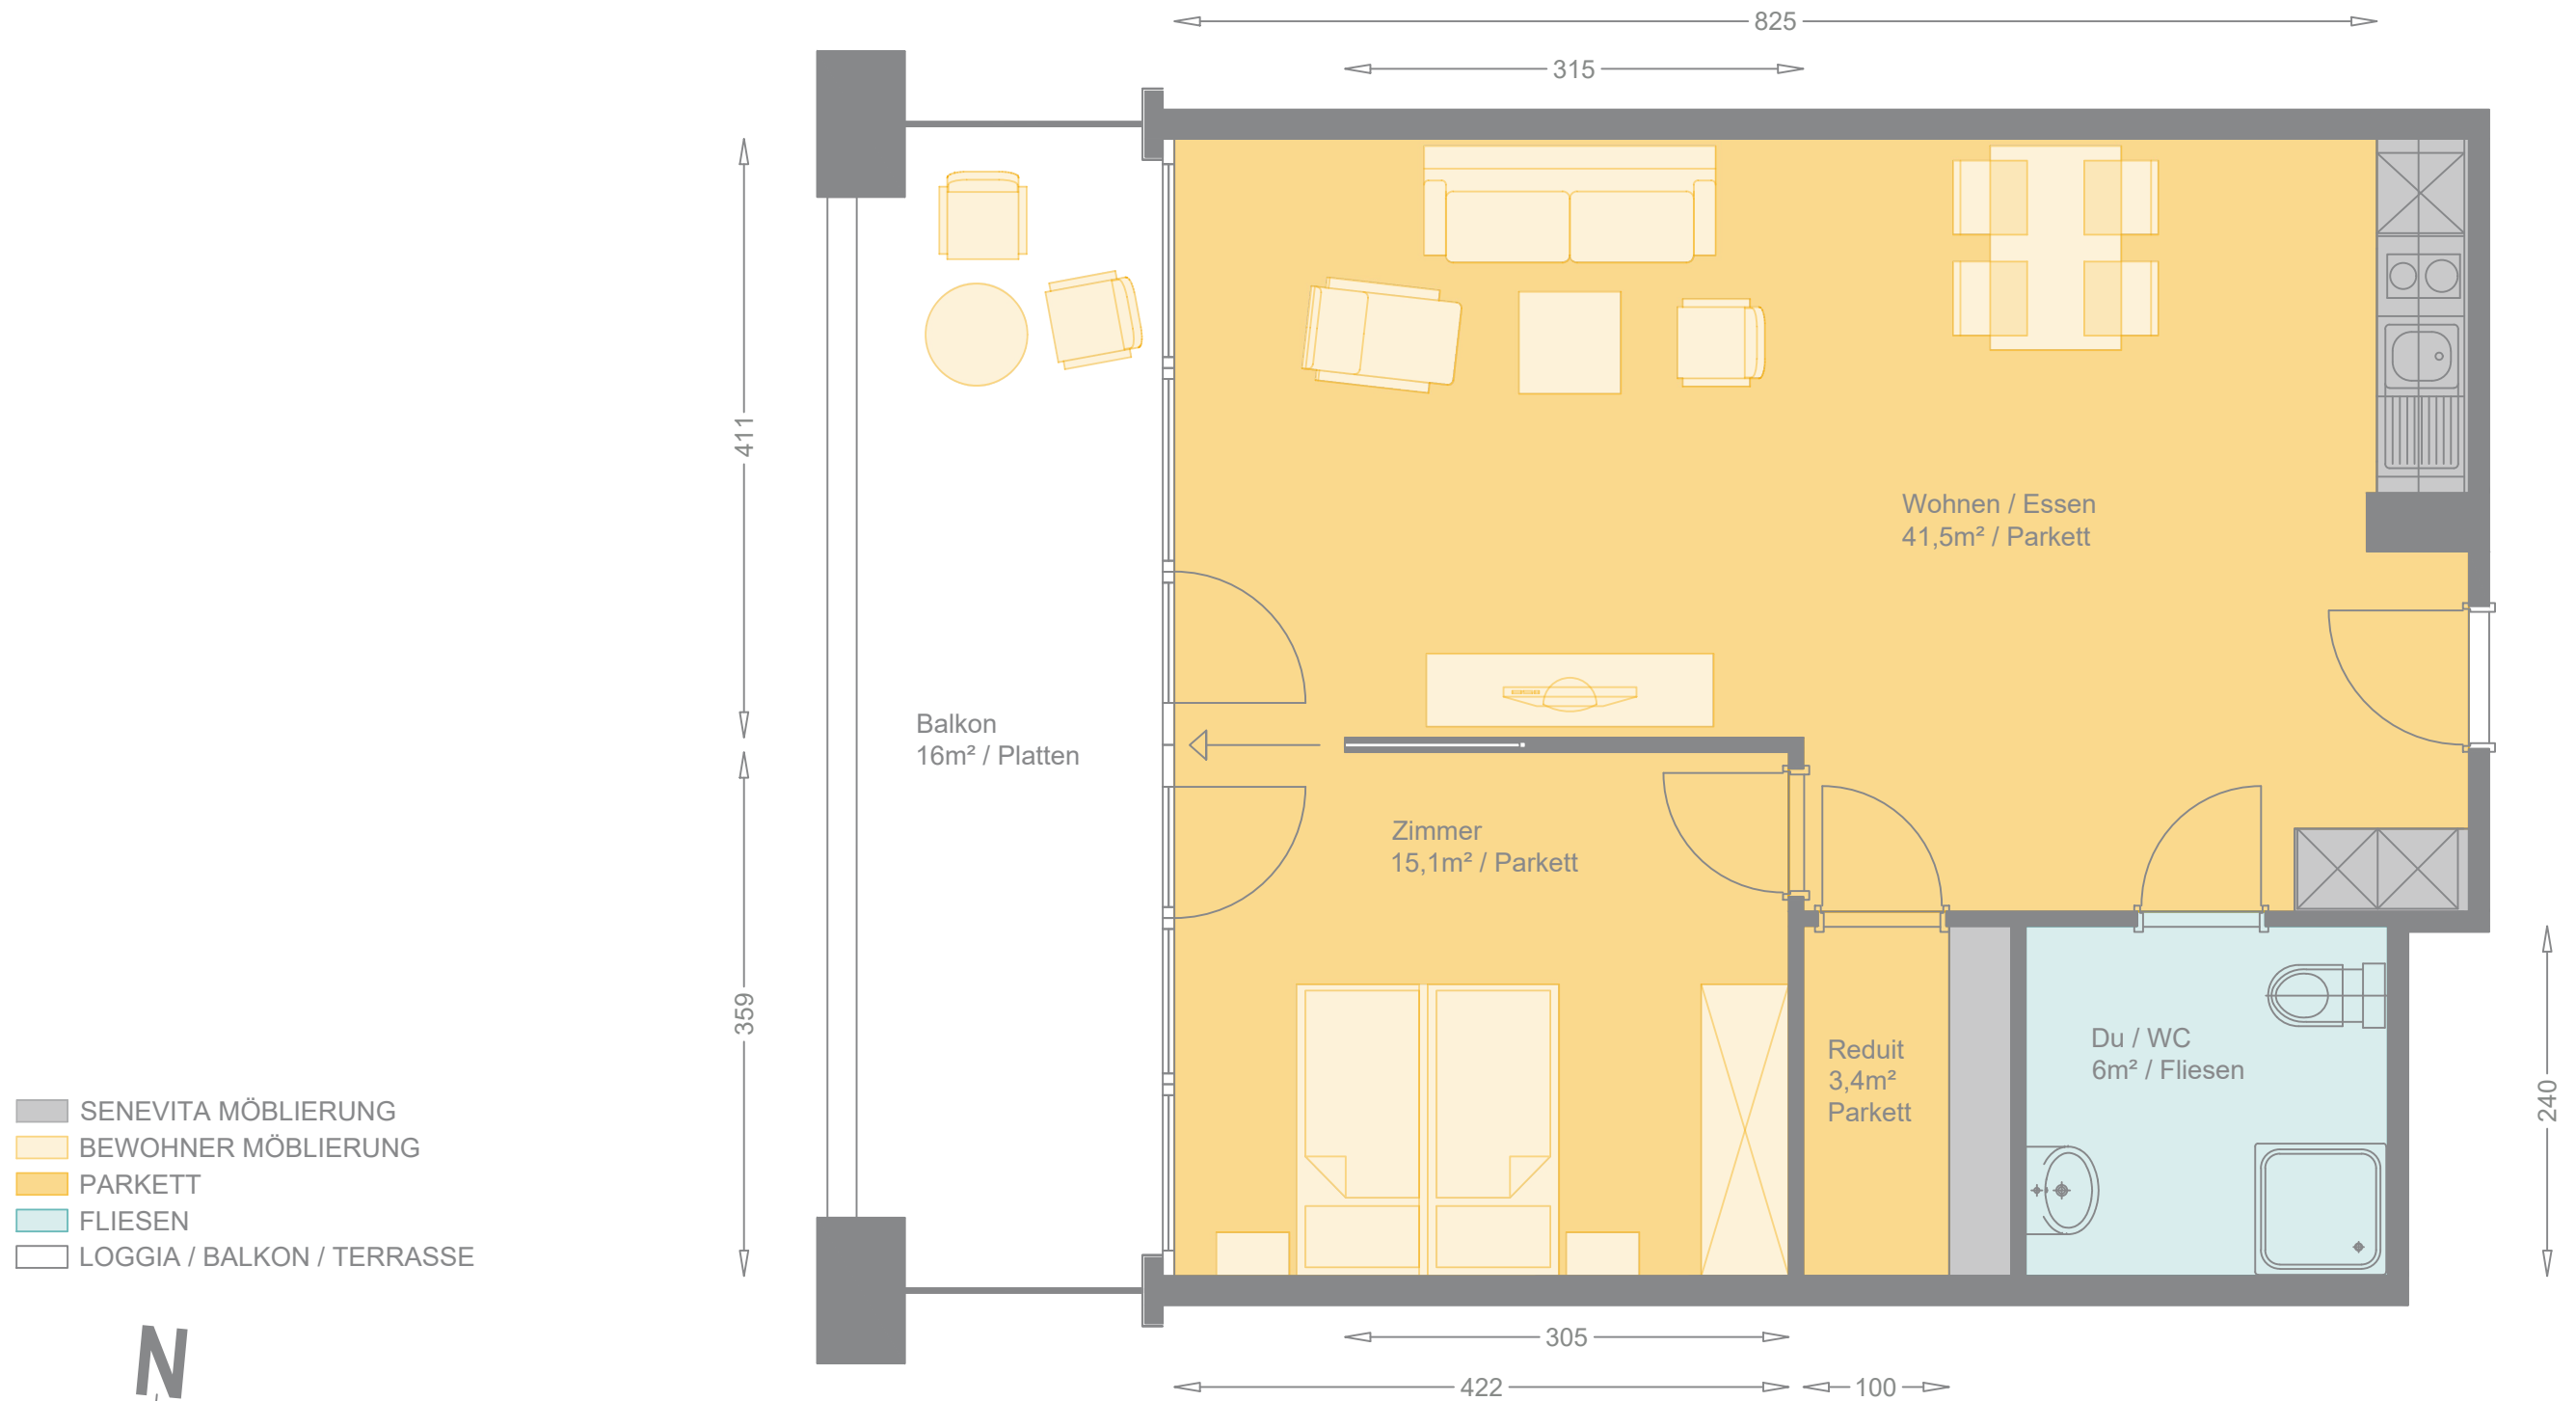 825
315
411
Wohnen / Essen
41,5m² / Parkett
Balkon
16m² / Platten
Zimmer
15,1m² / Parkett
359
Reduit
3,4m²
Parkett
Du / WC
6m² / Fliesen
240
SENEVITA MÖBLIERUNG
BEWOHNER MÖBLIERUNG
PARKETT
FLIESEN
LOGGIA / BALKON / TERRASSE
N
305
422
100